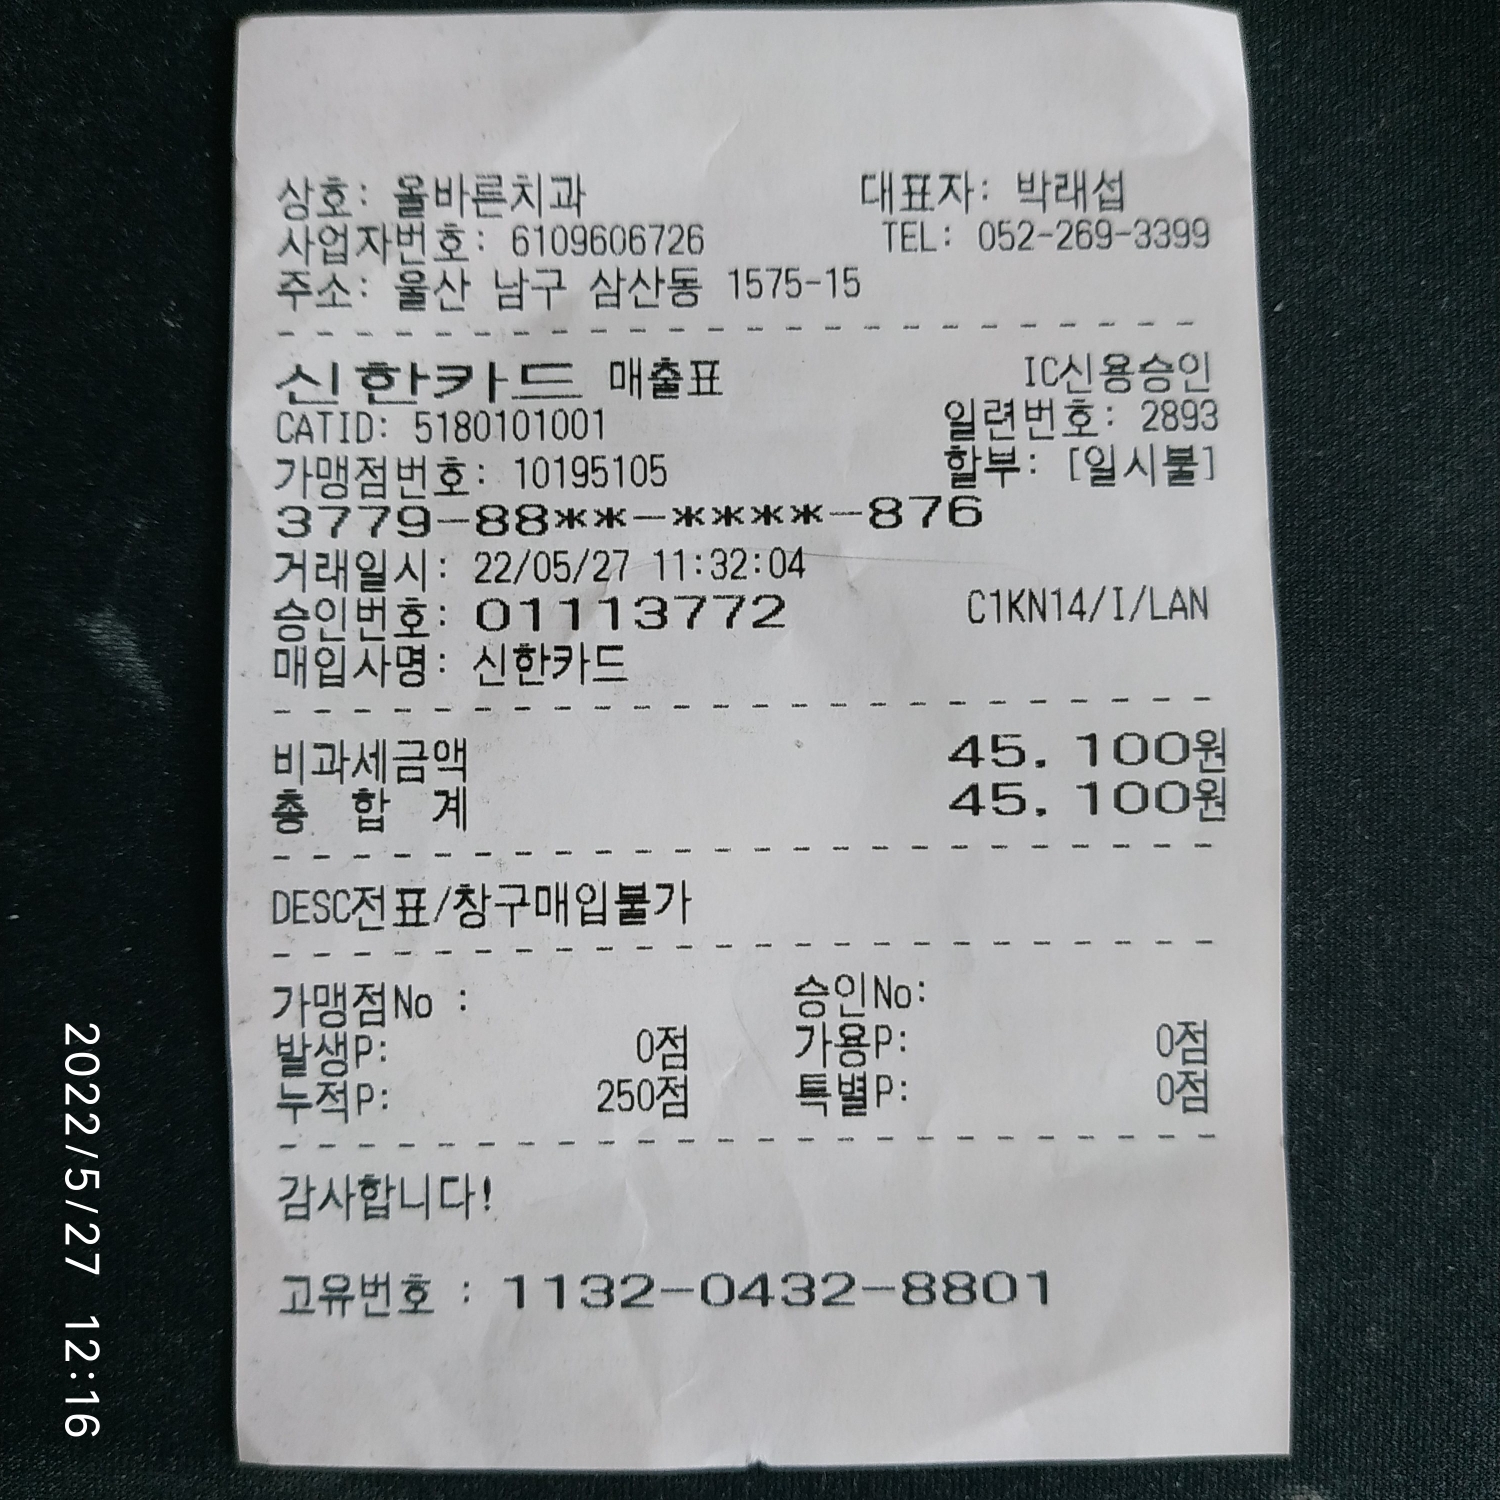 상호: 올바른치과 대표자: 박래섭
사업자번호: 6109606726 TEL: 052-269-3399
주소: 울산 남구 삼산동 1575-15
신한카드 매출표 IC신용승인
CATID: 5180101001 일련번호: 2893
가맹점번호: 10195105 할부: [일시불]
3779-88**-****-876
거래일시: 22/05/27 11:32:04
승인번호: 01113772 C1KN14/I/LAN
매입사명: 신한카드
비과세금액 45. 100원
총 합 계 45. 100원
DESC전표/창구매입불가
가맹점No : 승인No:
발생P: 0점 가용P: 0점
누적P: 250점 특별P: 0점
감사합니다!
고유번호 : 1132-0432-8801
2022/5/27 12:16